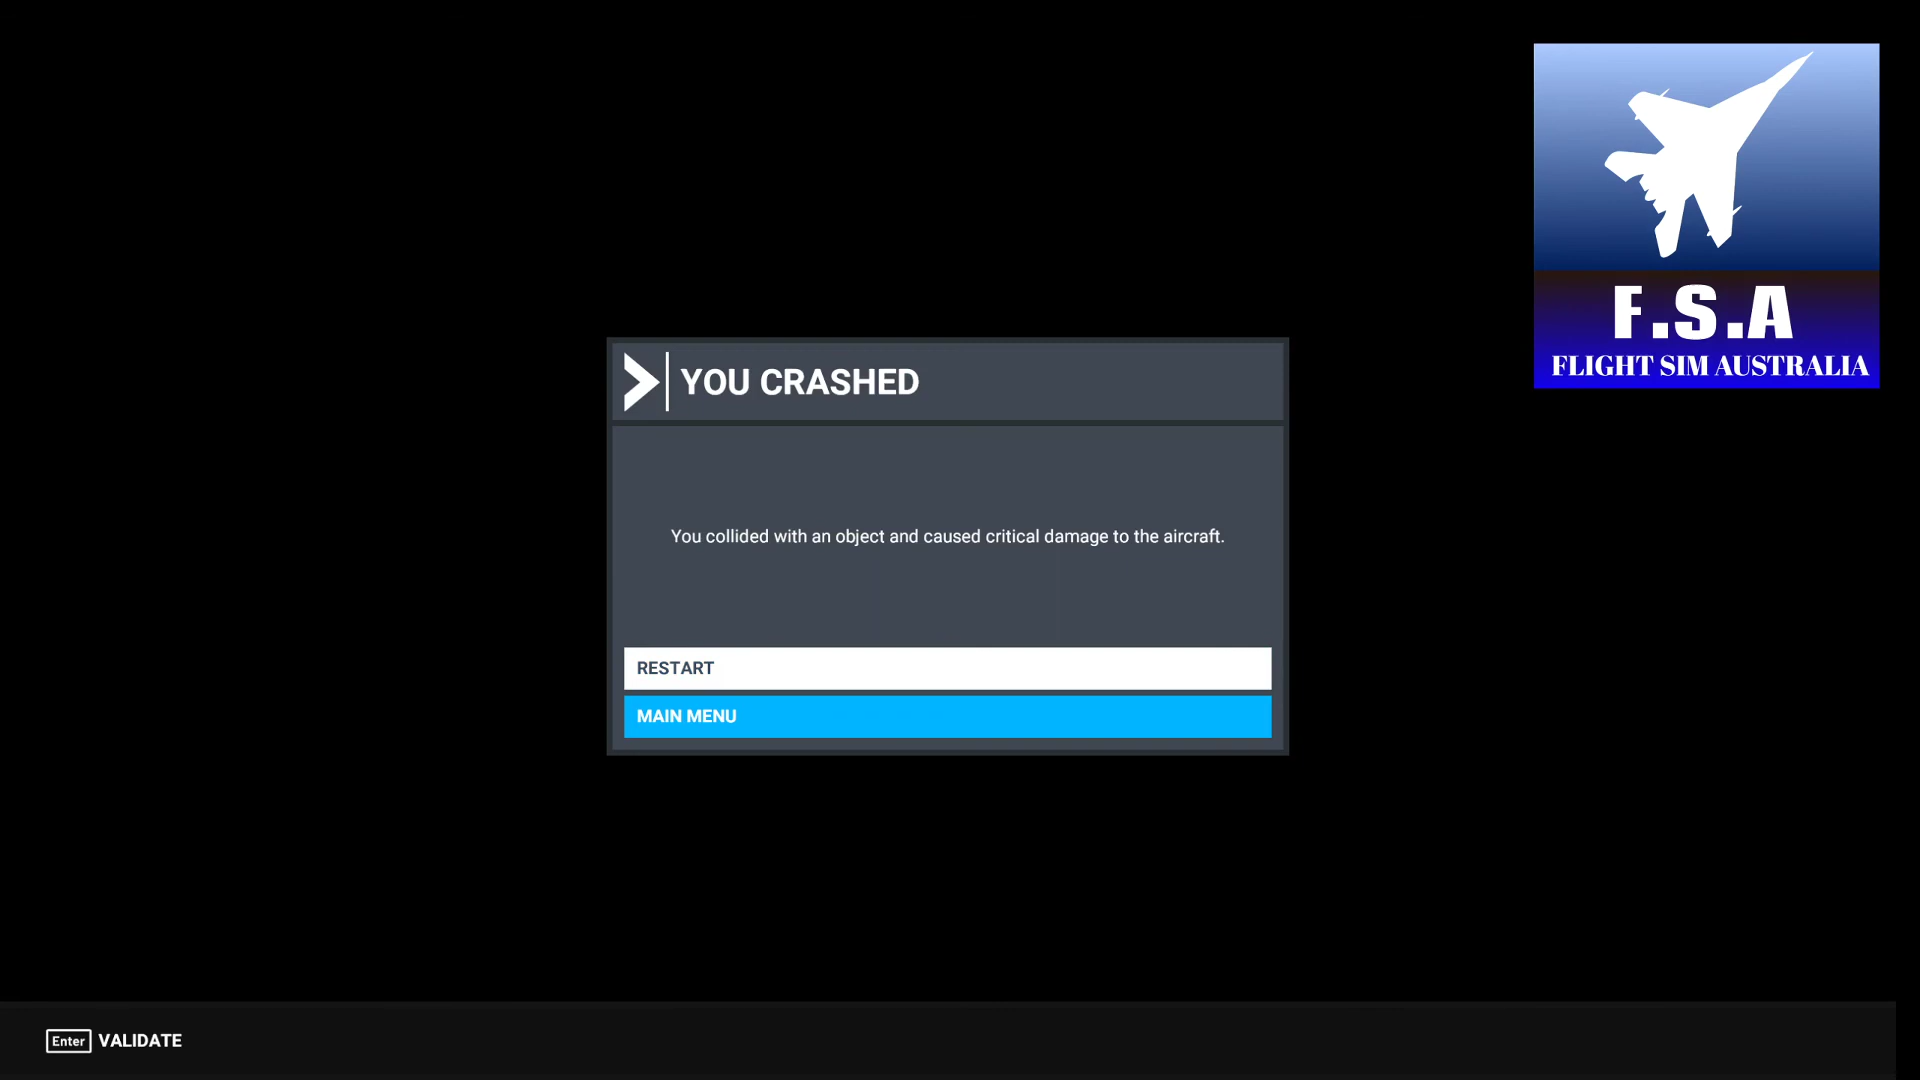 F.S.A
FLIGHT SIM AUSTRALIA
YOU CRASHED
You collided with an object and caused critical damage to the aircraft.
RESTART
MAIN MENU
Enter VALIDATE